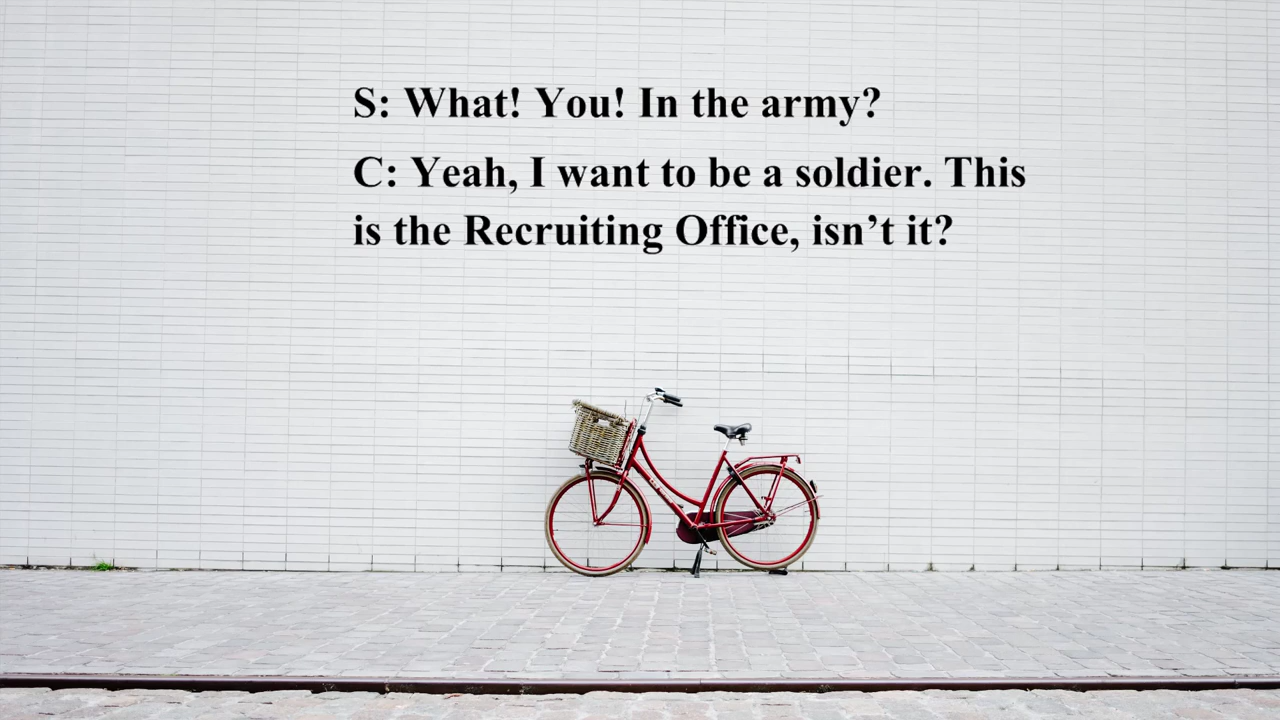 S: What! You! In the army?
C: Yeah, I want to be a soldier. This
is the Recruiting Office, isn’t it?